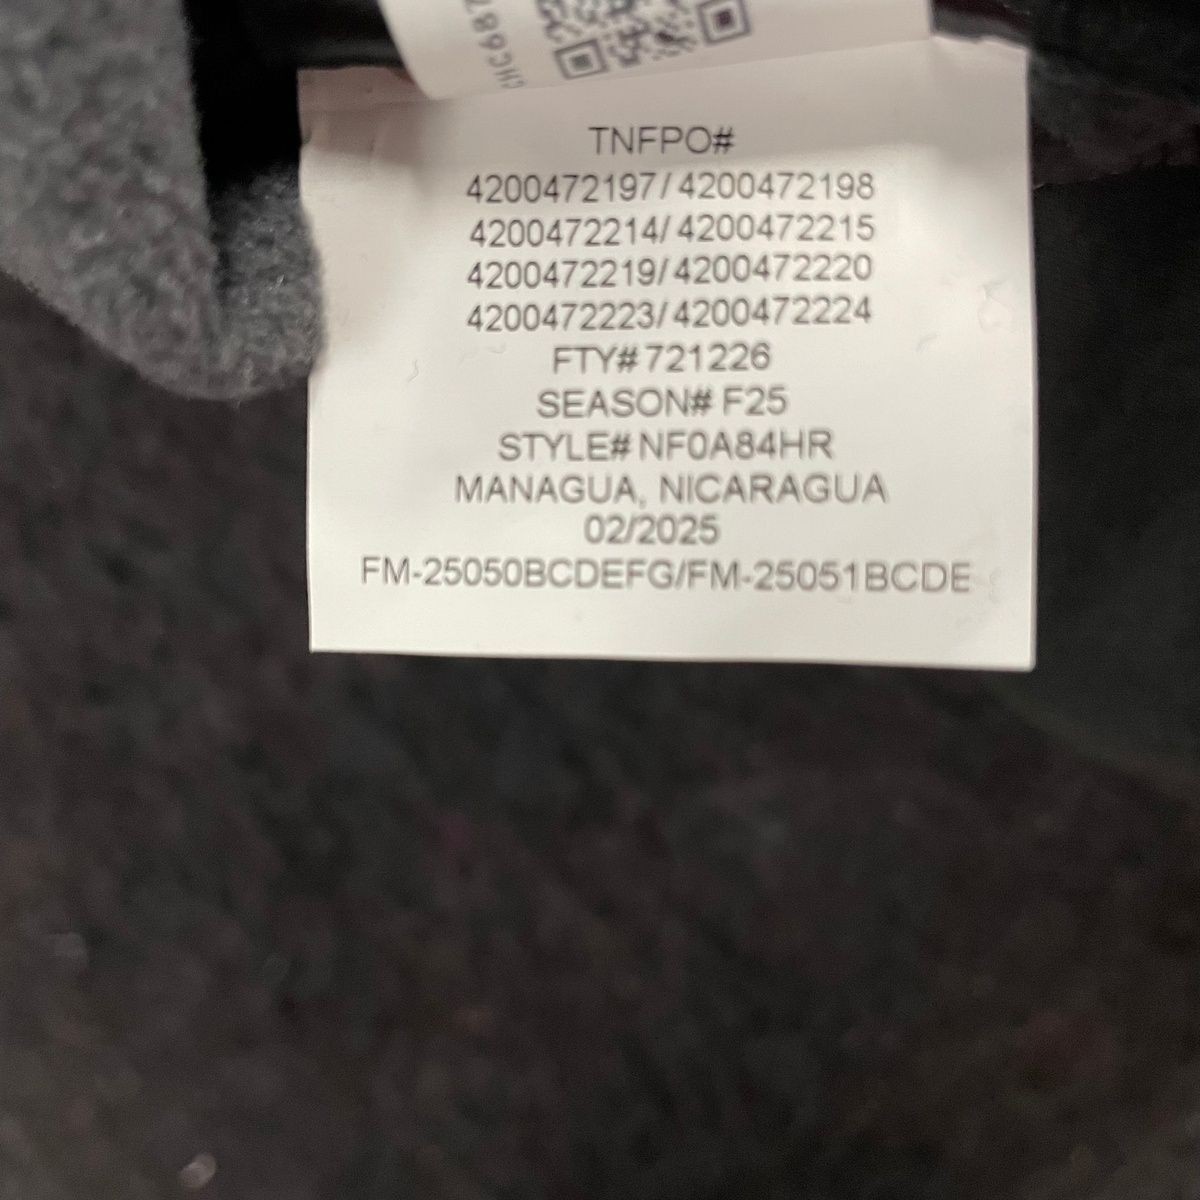 CHC687
TNFPO#
4200472197/4200472198
4200472214/4200472215
4200472219/4200472220
4200472223/4200472224
FTY# 721226
SEASON# F25
STYLE# NF0A84HR
MANAGUA, NICARAGUA
02/2025
FM-25050BCDEFG/FM-25051BCDE